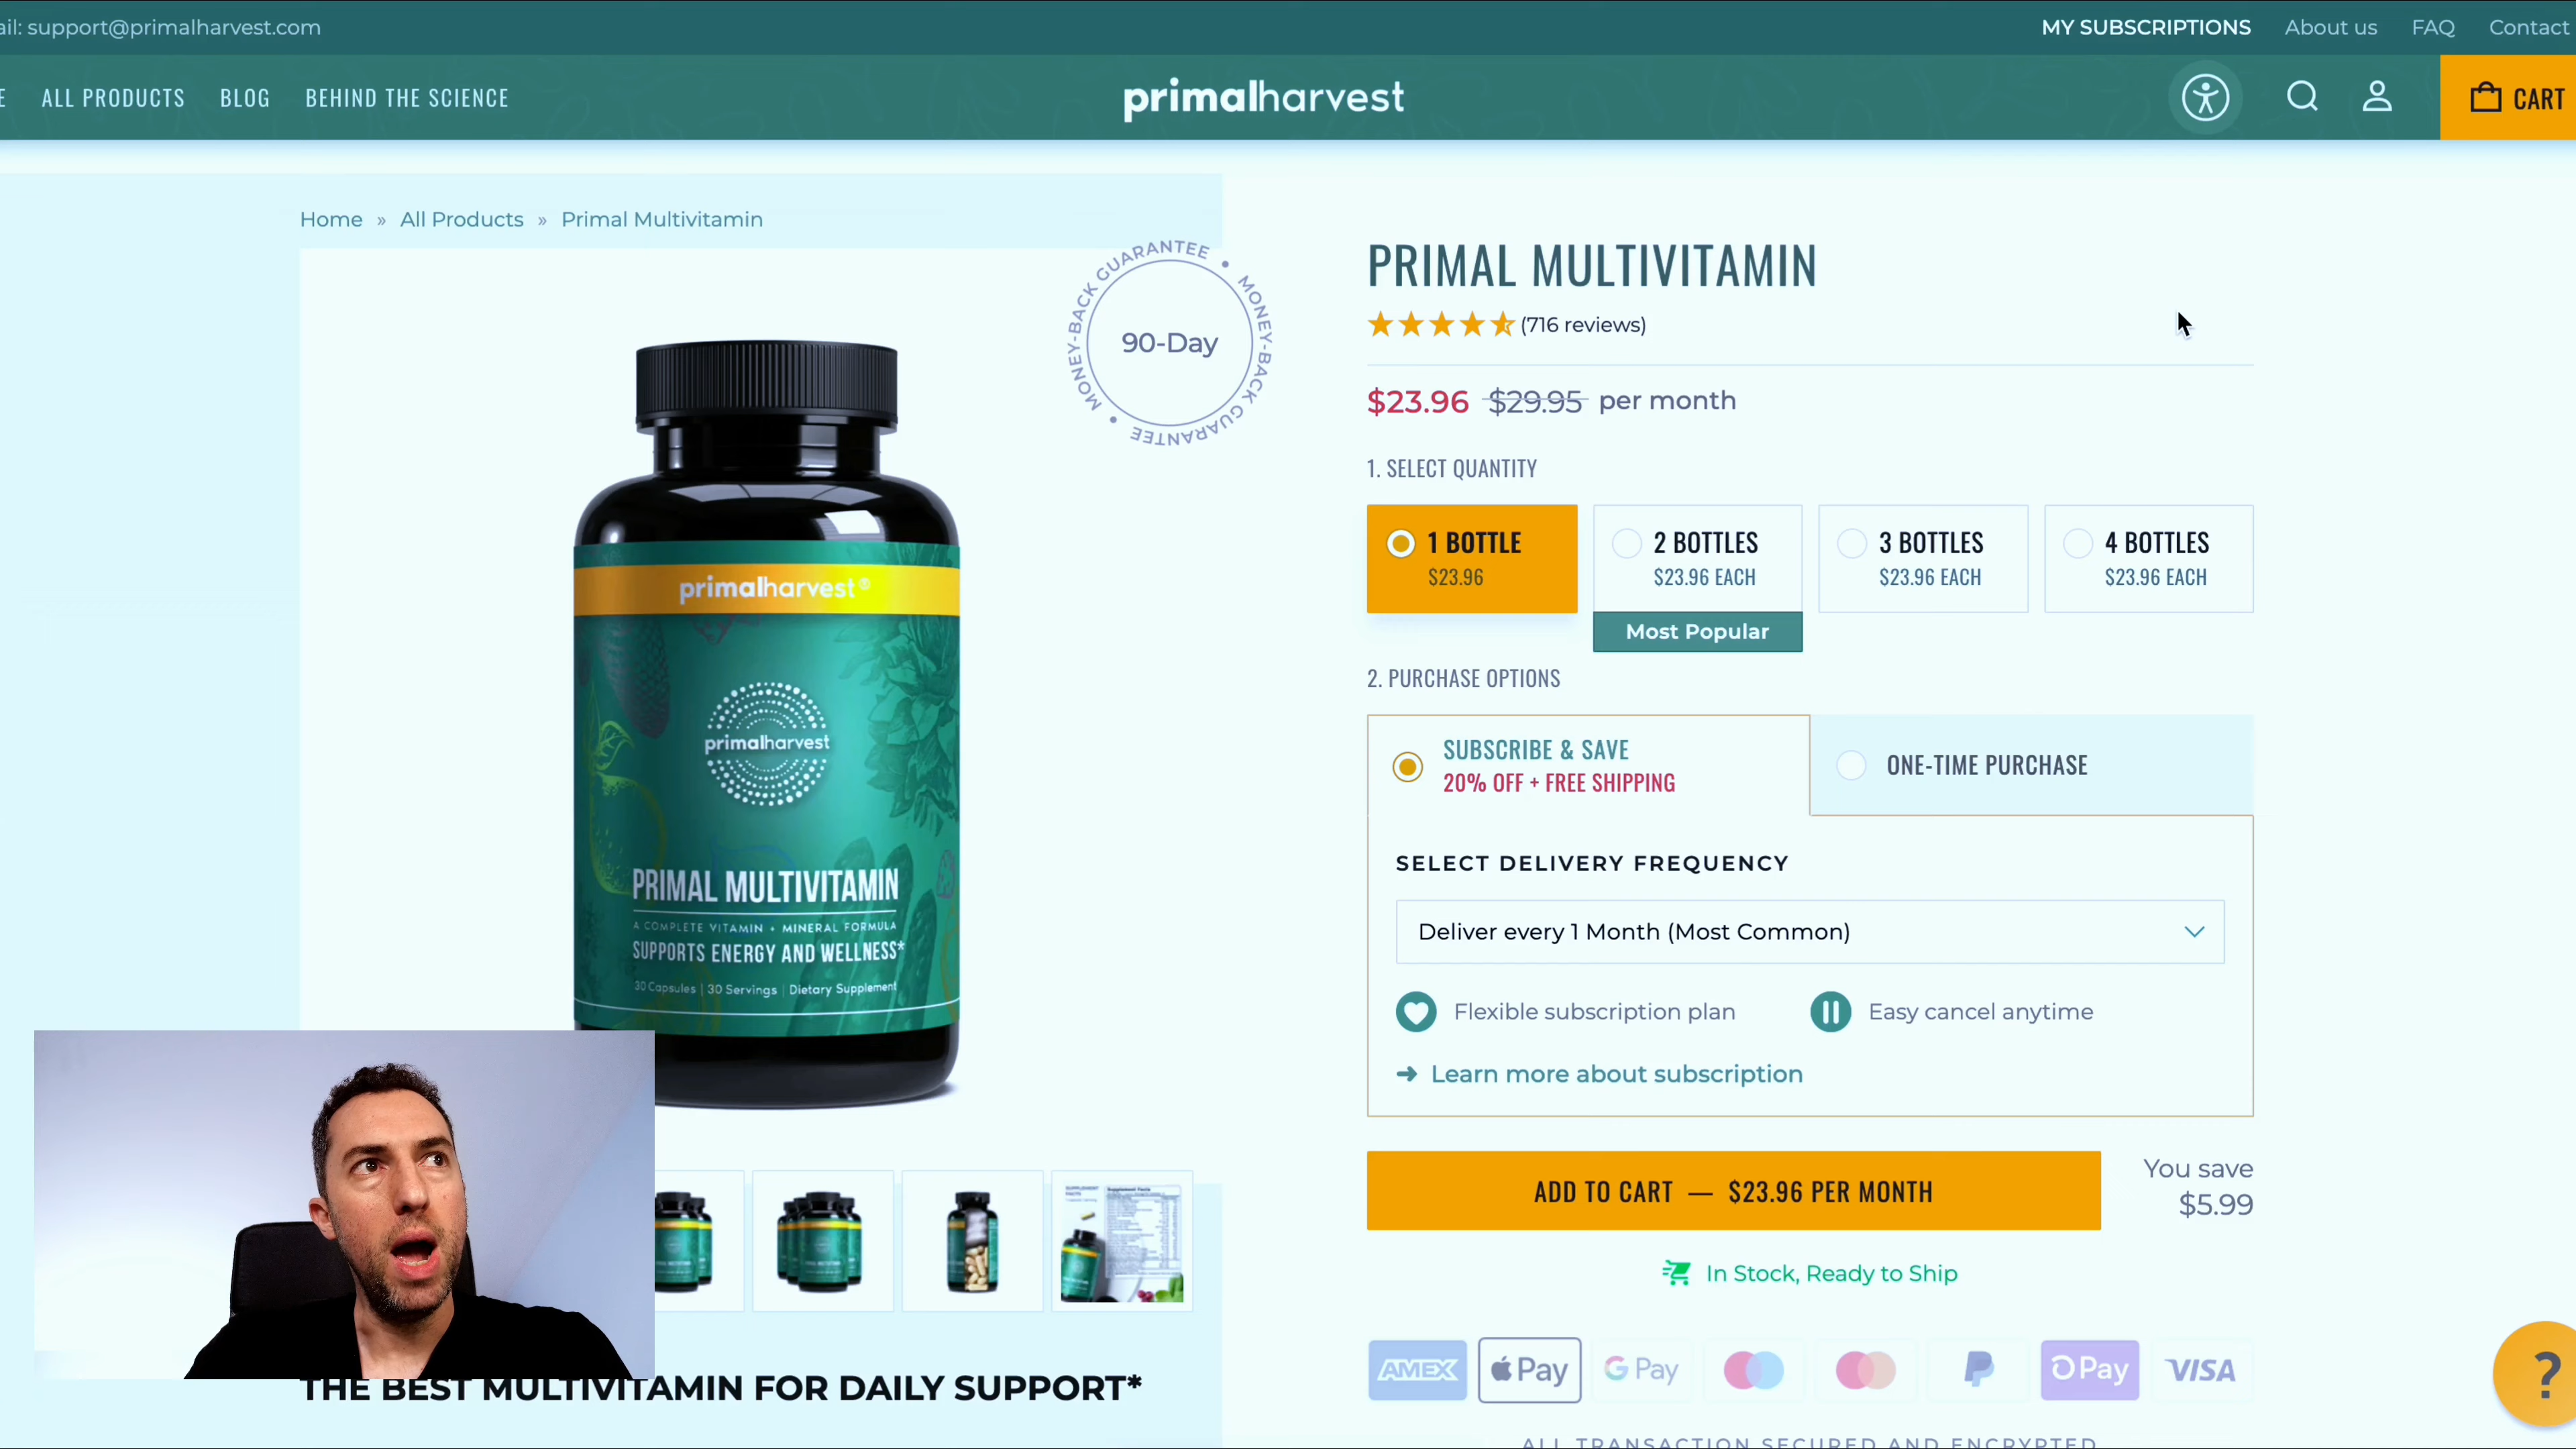 ail: support@primalharvest.com
MY SUBSCRIPTIONS About us FAQ Contact
E ALL PRODUCTS BLOG BEHIND THE SCIENCE
primalharvest
CART
Home » All Products » Primal Multivitamin
MONEY-BACK GUARANTEE • MONEY-BACK GUARANTEE •
90-Day
primalharvest®
primalharvest
PRIMAL MULTIVITAMIN
A COMPLETE VITAMIN + MINERAL FORMULA
SUPPORTS ENERGY AND WELLNESS*
30 Capsules | 30 Servings | Dietary Supplement
THE BEST MULTIVITAMIN FOR DAILY SUPPORT*
PRIMAL MULTIVITAMIN
(716 reviews)
$23.96 $29.95 per month
1. SELECT QUANTITY
1 BOTTLE
$23.96
2 BOTTLES
$23.96 EACH
Most Popular
3 BOTTLES
$23.96 EACH
4 BOTTLES
$23.96 EACH
2. PURCHASE OPTIONS
SUBSCRIBE & SAVE
20% OFF + FREE SHIPPING
ONE-TIME PURCHASE
SELECT DELIVERY FREQUENCY
Deliver every 1 Month (Most Common)
Flexible subscription plan
Easy cancel anytime
Learn more about subscription
ADD TO CART — $23.96 PER MONTH
You save
$5.99
In Stock, Ready to Ship
AMEX Pay G Pay Pay VISA
?
ALL TRANSACTION SECURED AND ENCRYPTED